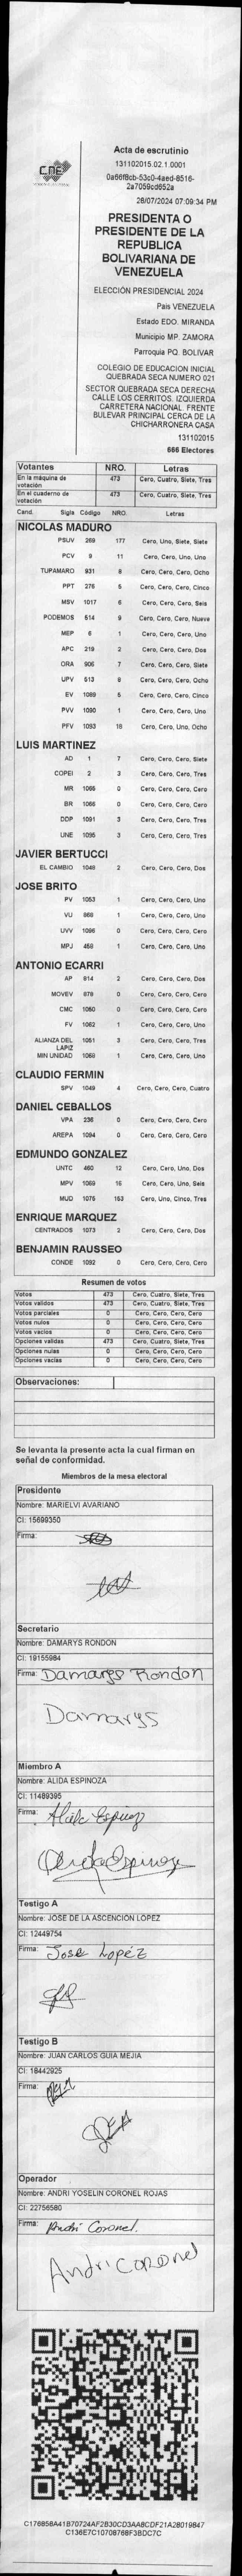 CNE
Acta de escrutinio
131102015.02.1.0001
0a66f8cb-53c0-4aed-8516-
2a7059cd652a
28/07/2024 07:09:34 PM
PRESIDENTA O
PRESIDENTE DE LA
REPUBLICA
BOLIVARIANA DE
VENEZUELA
ELECCIÓN PRESIDENCIAL 2024
Pais VENEZUELA
Estado EDO. MIRANDA
Municipio MP. ZAMORA
Parroquia PQ. BOLIVAR
COLEGIO DE EDUCACION INICIAL
QUEBRADA SECA NUMERO 021
SECTOR QUEBRADA SECA DERECHA
CALLE LOS CERRITOS. IZQUIERDA
CARRETERA NACIONAL. FRENTE
BULEVAR PRINCIPAL CERCA DE LA
CHICHARRONERA CASA
131102015
666 Electores
Votantes NRO. Letras
En la máquina de votación 473 Cero, Cuatro, Siete, Tres
En el cuaderno de votación 473 Cero, Cuatro, Siete, Tres
Cand. Sigla Código NRO. Letras
NICOLAS MADURO
PSUV 269 177 Cero, Uno, Siete, Siete
PCV 9 11 Cero, Cero, Uno, Uno
TUPAMARO 931 8 Cero, Cero, Cero, Ocho
PPT 276 5 Cero, Cero, Cero, Cinco
MSV 1017 6 Cero, Cero, Cero, Seis
PODEMOS 514 9 Cero, Cero, Cero, Nueve
MEP 6 1 Cero, Cero, Cero, Uno
APC 219 2 Cero, Cero, Cero, Dos
ORA 906 7 Cero, Cero, Cero, Siete
UPV 513 8 Cero, Cero, Cero, Ocho
EV 1089 5 Cero, Cero, Cero, Cinco
PVV 1090 1 Cero, Cero, Cero, Uno
PFV 1093 18 Cero, Cero, Uno, Ocho
LUIS MARTINEZ
AD 1 7 Cero, Cero, Cero, Siete
COPEI 2 3 Cero, Cero, Cero, Tres
MR 1066 0 Cero, Cero, Cero, Cero
BR 1056 0 Cero, Cero, Cero, Cero
DDP 1091 3 Cero, Cero, Cero, Tres
UNE 1095 3 Cero, Cero, Cero, Tres
JAVIER BERTUCCI
EL CAMBIO 1048 2 Cero, Cero, Cero, Dos
JOSE BRITO
PV 1053 1 Cero, Cero, Cero, Uno
VU 868 1 Cero, Cero, Cero, Uno
UVV 1096 0 Cero, Cero, Cero, Cero
MPJ 458 1 Cero, Cero, Cero, Uno
ANTONIO ECARRI
AP 814 2 Cero, Cero, Cero, Dos
MOVEV 878 0 Cero, Cero, Cero, Cero
CMC 1050 0 Cero, Cero, Cero, Cero
FV 1052 1 Cero, Cero, Cero, Uno
ALIANZA DEL LAPIZ 1051 3 Cero, Cero, Cero, Tres
MIN UNIDAD 1068 1 Cero, Cero, Cero, Uno
CLAUDIO FERMIN
SPV 1049 4 Cero, Cero, Cero, Cuatro
DANIEL CEBALLOS
VPA 236 0 Cero, Cero, Cero, Cero
AREPA 1094 0 Cero, Cero, Cero, Cero
EDMUNDO GONZALEZ
UNTC 460 12 Cero, Cero, Uno, Dos
MPV 1069 16 Cero, Cero, Uno, Seis
MUD 1075 153 Cero, Uno, Cinco, Tres
ENRIQUE MARQUEZ
CENTRADOS 1073 2 Cero, Cero, Cero, Dos
BENJAMIN RAUSSEO
CONDE 1092 0 Cero, Cero, Cero, Cero
Resumen de votos
Votos 473 Cero, Cuatro, Siete, Tres
Votos validos 473 Cero, Cuatro, Siete, Tres
Votos parciales 0 Cero, Cero, Cero, Cero
Votos nulos 0 Cero, Cero, Cero, Cero
Votos vacios 0 Cero, Cero, Cero, Cero
Opciones validas 473 Cero, Cuatro, Siete, Tres
Opciones nulas 0 Cero, Cero, Cero, Cero
Opciones vacias 0 Cero, Cero, Cero, Cero
Observaciones:
Se levanta la presente acta la cual firman en
señal de conformidad.
Miembros de la mesa electoral
Presidente
Nombre: MARIELVI AVARIANO
CI: 15699350
Firma:
Secretario
Nombre: DAMARYS RONDON
CI: 19155984
Firma: Damarys Rondon
Damarys
Miembro A
Nombre: ALIDA ESPINOZA
CI: 11489395
Firma: Alida Espinoz
Alida Espinoz
Testigo A
Nombre: JOSE DE LA ASCENCION LOPEZ
CI: 12449754
Firma: Jose Lopez
Testigo B
Nombre: JUAN CARLOS GUIA MEJIA
CI: 18442925
Firma:
Operador
Nombre: ANDRI YOSELIN CORONEL ROJAS
CI: 22756580
Firma: Andri Coronel.
Andri Coronel
C176858A41B70724AF2B30CD3AA8CDF21A28019847
C136E7C10708768F3BDC7C